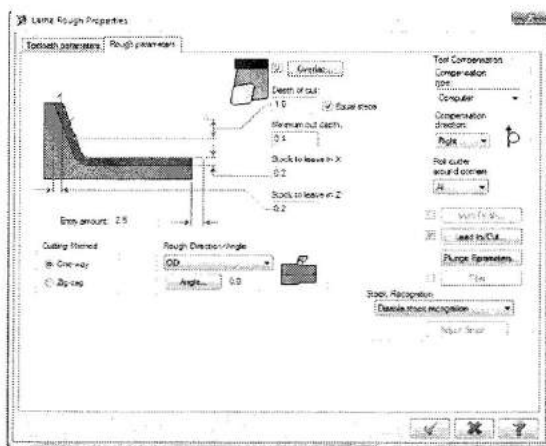 Lathe Rough Properties
Toolpath parameters
Rough parameters
Overlap...
Depth of cut:
1.0
Equal steps
Minimum cut depth:
0.1
Stock to leave in X:
0.2
Stock to leave in Z:
0.2
Entry amount: 2.5
Cutting Method
One-way
Zig-zag
Rough Direction/Angle
OD
Angle...
0.0
Tool Compensation
Compensation
type:
Computer
Compensation
direction:
Right
Roll cutter
around corners
All
Lead In/Out...
Plunge Parameters...
Filter
Stock Recognition
Disable stock recognition
Adjust Stock